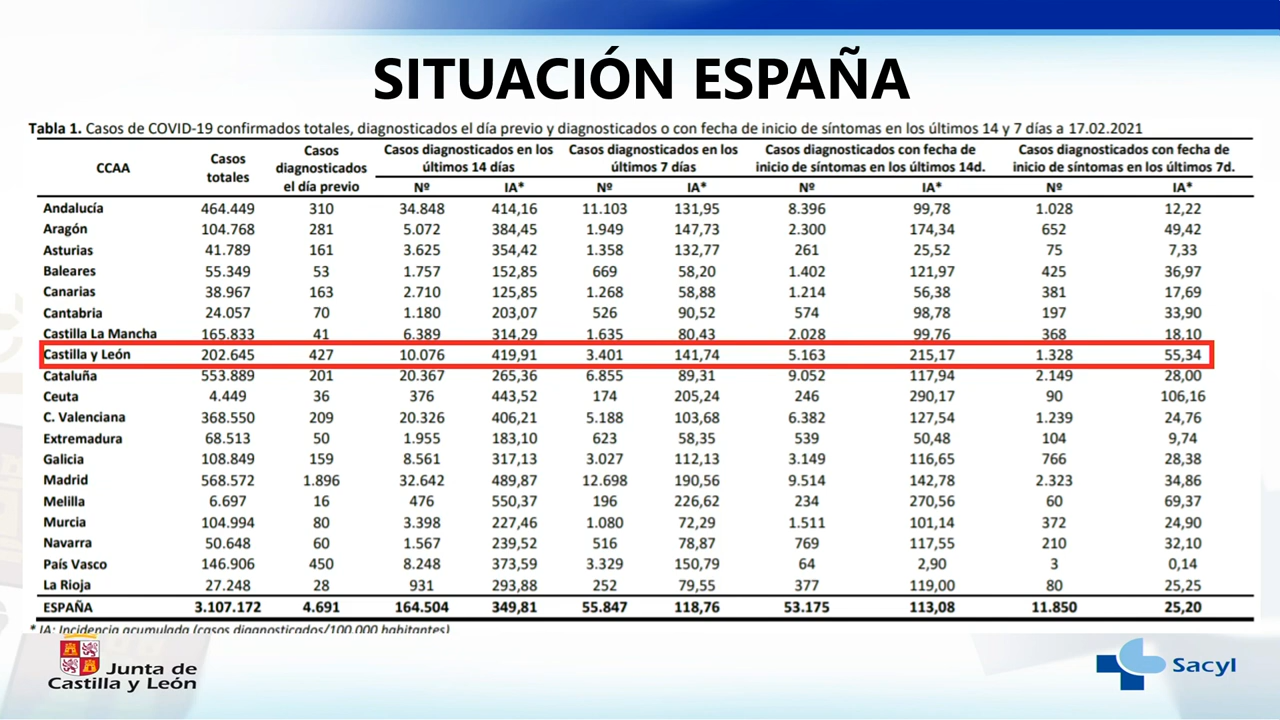 SITUACIÓN ESPAÑA
Tabla 1. Casos de COVID-19 confirmados totales, diagnosticados el día previo y diagnosticados o con fecha de inicio de síntomas en los últimos 14 y 7 días a 17.02.2021
CCAA Casos totales Casos diagnosticados el día previo Casos diagnosticados en los últimos 14 días Casos diagnosticados en los últimos 7 días Casos diagnosticados con fecha de inicio de síntomas en los últimos 14d. Casos diagnosticados con fecha de inicio de síntomas en los últimos 7d.
Nº IA* Nº IA* Nº IA* Nº IA*
Andalucía 464.449 310 34.848 414,16 11.103 131,95 8.396 99,78 1.028 12,22
Aragón 104.768 281 5.072 384,45 1.949 147,73 2.300 174,34 652 49,42
Asturias 41.789 161 3.625 354,42 1.358 132,77 261 25,52 75 7,33
Baleares 55.349 53 1.757 152,85 669 58,20 1.402 121,97 425 36,97
Canarias 38.967 163 2.710 125,85 1.268 58,88 1.214 56,38 381 17,69
Cantabria 24.057 70 1.180 203,07 526 90,52 574 98,78 197 33,90
Castilla La Mancha 165.833 41 6.389 314,29 1.635 80,43 2.028 99,76 368 18,10
Castilla y León 202.645 427 10.076 419,91 3.401 141,74 5.163 215,17 1.328 55,34
Cataluña 553.889 201 20.367 265,36 6.855 89,31 9.052 117,94 2.149 28,00
Ceuta 4.449 36 376 443,52 174 205,24 246 290,17 90 106,16
C. Valenciana 368.550 209 20.326 406,21 5.188 103,68 6.382 127,54 1.239 24,76
Extremadura 68.513 50 1.955 183,10 623 58,35 539 50,48 104 9,74
Galicia 108.849 159 8.561 317,13 3.027 112,13 3.149 116,65 766 28,38
Madrid 568.572 1.896 32.642 489,87 12.698 190,56 9.514 142,78 2.323 34,86
Melilla 6.697 16 476 550,37 196 226,62 234 270,56 60 69,37
Murcia 104.994 80 3.398 227,46 1.080 72,29 1.511 101,14 372 24,90
Navarra 50.648 60 1.567 239,52 516 78,87 769 117,55 210 32,10
País Vasco 146.906 450 8.248 373,59 3.329 150,79 64 2,90 3 0,14
La Rioja 27.248 28 931 293,88 252 79,55 377 119,00 80 25,25
ESPAÑA 3.107.172 4.691 164.504 349,81 55.847 118,76 53.175 113,08 11.850 25,20
* IA: Incidencia acumulada (casos diagnosticados/100.000 habitantes)
Junta de
Castilla y León
Sacyl